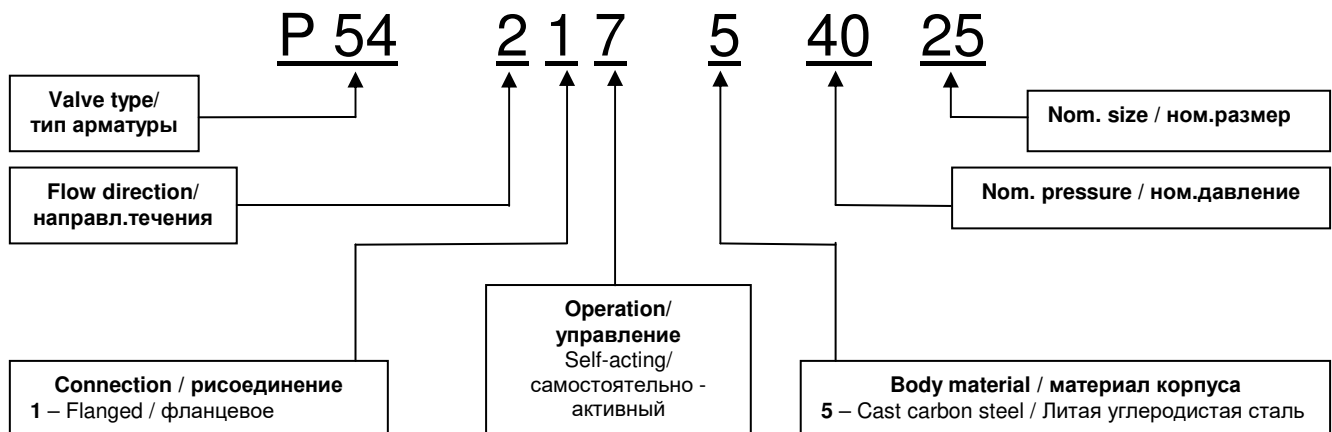 P 54 2 1 7 5 40 25
Valve type/
тип арматуры
Nom. size / ном.размер
Flow direction/
направл.течения
Nom. pressure / ном.давление
Operation/
управление
Self-acting/
самостоятельно -
активный
Connection / рисоединение
1 – Flanged / фланцевое
Body material / материал корпуса
5 – Cast carbon steel / Литая углеродистая сталь